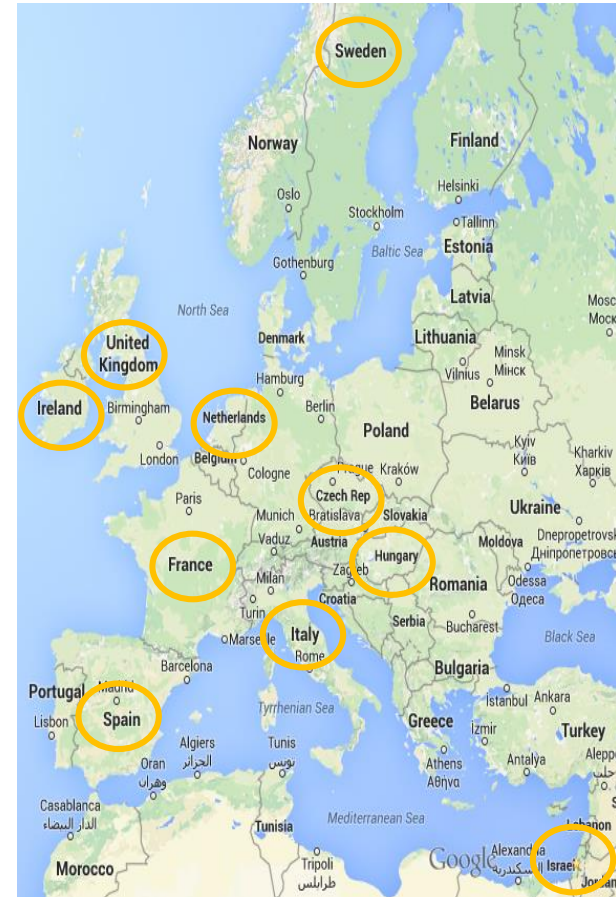 Sweden
Norway
Finland
Oslo
Helsinki
Stockholm
Tallinn
Estonia
Baltic Sea
Gothenburg
Latvia
North Sea
Denmark
Lithuania
United
Kingdom
Minsk
Мінск
Vilnius
Hamburg
Ireland
Birmingham
Netherlands
Berlin
Belarus
Poland
London
Belgium
Cologne
Prague
Kraków
Kyiv
Київ
Kharkiv
Харків
Czech Rep
Paris
Munich
Bratislava
Slovakia
Ukraine
Vaduz
Austria
Hungary
Moldova
Dnepropetrovsk
France
Milan
Zagreb
Romania
Odessa
Одеса
Turin
Croatia
Marseille
Italy
Serbia
Bucharest
Rome
Black Sea
Barcelona
Bulgaria
Portugal
Madrid
Istanbul
Ankara
Lisbon
Spain
Tyrrhenian Sea
Greece
İzmir
Turkey
Algiers
الجزائر
Tunis
تونس
Athens
Αθήνα
Antalya
Oran
وهران
Casablanca
الدار البيضاء
Mediterranean Sea
Lebanon
Tunisia
Alexandria
Google
Israel
Morocco
Tripoli
طرابلس
Jordan